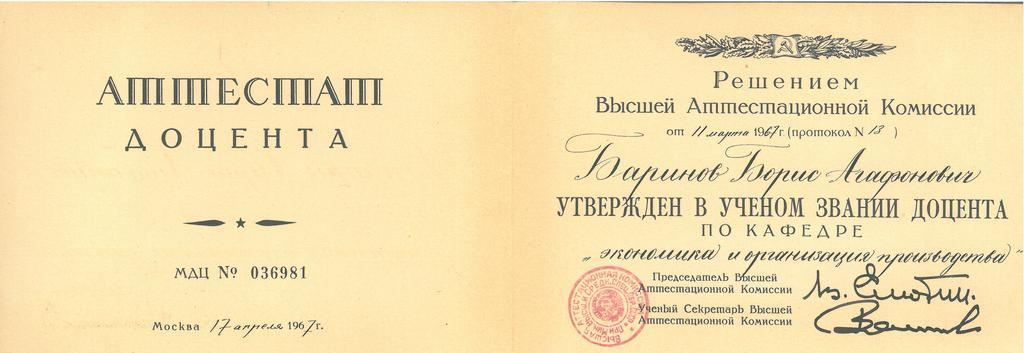 АТТЕСТАТ
ДОЦЕНТА
МДЦ № 036981
Москва 17 апреля 1967г.
Решением
Высшей Аттестационной Комиссии
от 11 марта 1967г. (протокол N 13 )
Баринов Борис Агафонович
УТВЕРЖДЕН В УЧЕНОМ ЗВАНИИ ДОЦЕНТА
ПО КАФЕДРЕ
„экономика и организация производства"
Председатель Высшей
Аттестационной Комиссии
Ученый Секретарь Высшей
Аттестационной Комиссии